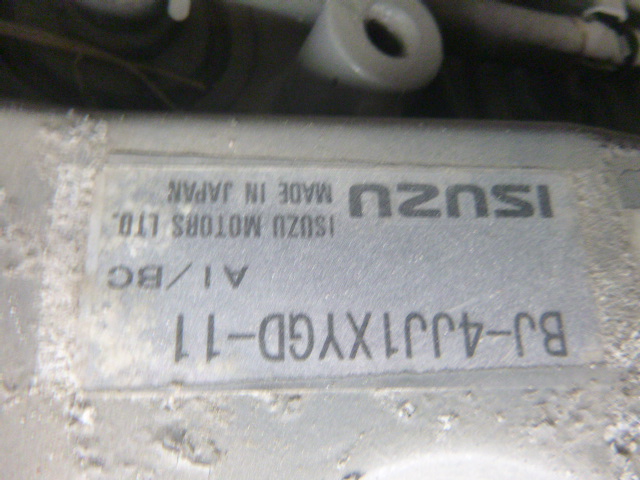 BJ-4JJ1XYGD-11
AI/BC
ISUZU ISUZU MOTORS LTD.
MADE IN JAPAN